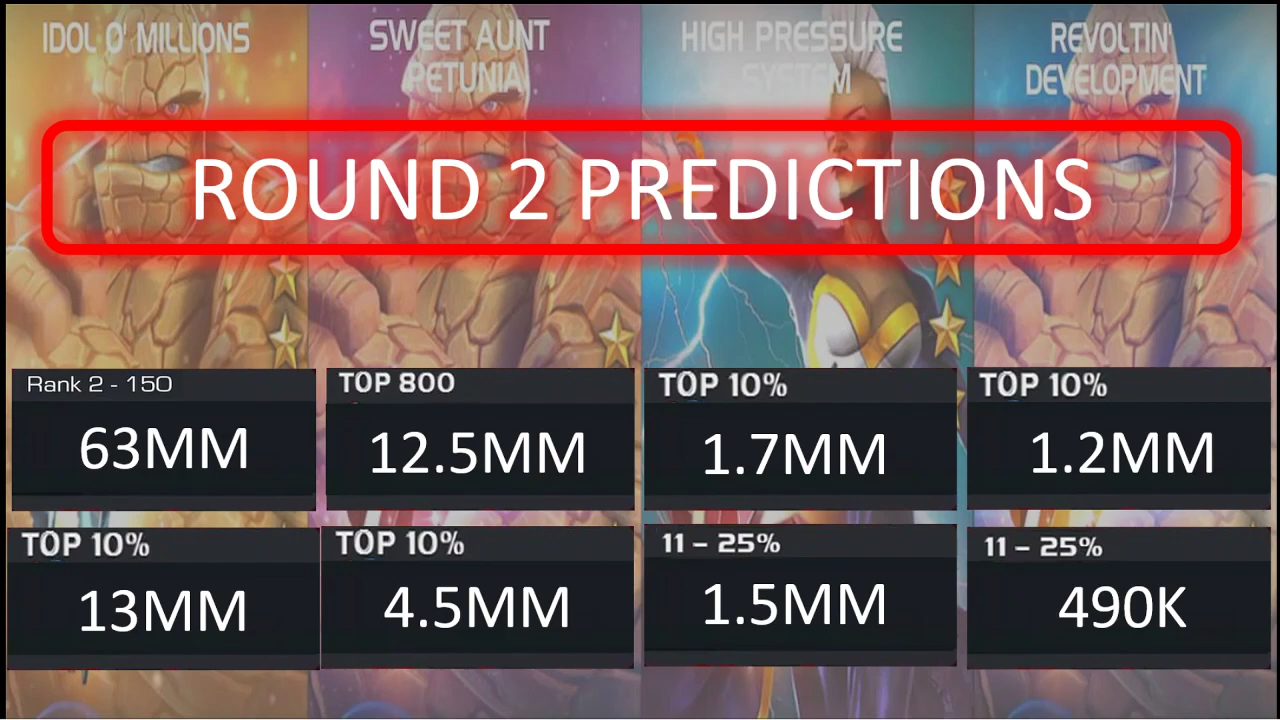 IDOL O' MILLIONS
SWEET AUNT
PETUNIA
HIGH PRESSURE
SYSTEM
REVOLTIN'
DEVELOPMENT
ROUND 2 PREDICTIONS
Rank 2 - 150
63MM
TOP 800
12.5MM
TOP 10%
1.7MM
TOP 10%
1.2MM
TOP 10%
13MM
TOP 10%
4.5MM
11 – 25%
1.5MM
11 – 25%
490K